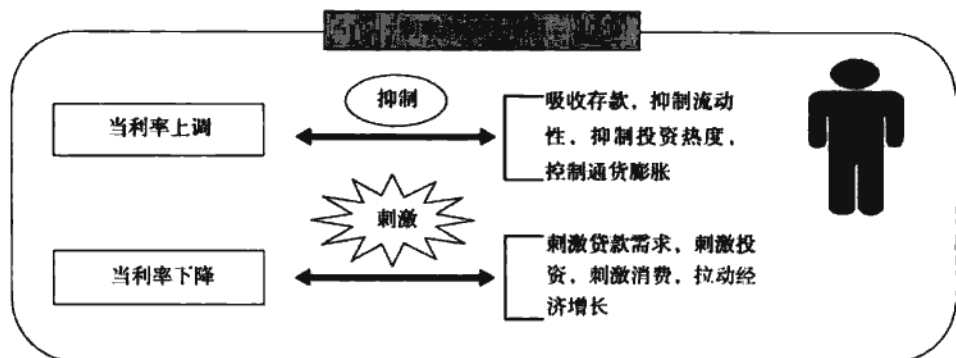 抑制
当利率上调
吸收存款，抑制流动
性，抑制投资热度，
控制通货膨胀
刺激
当利率下降
刺激贷款需求，刺激投
资，刺激消费，拉动经
济增长